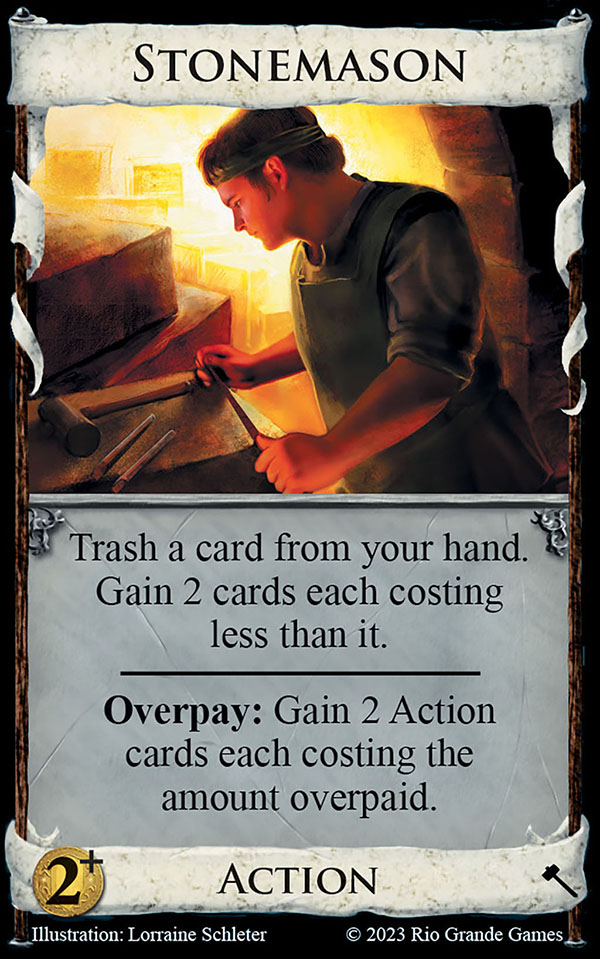 STONEMASON
Trash a card from your hand.
Gain 2 cards each costing
less than it.
Overpay: Gain 2 Action
cards each costing the
amount overpaid.
2+
ACTION
Illustration: Lorraine Schleter
© 2023 Rio Grande Games